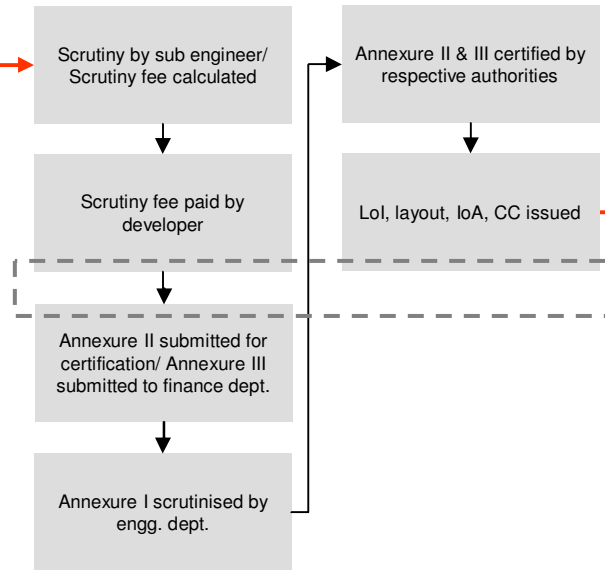 Scrutiny by sub engineer/
Scrutiny fee calculated
Scrutiny fee paid by
developer
Annexure II submitted for
certification/ Annexure III
submitted to finance dept.
Annexure I scrutinised by
engg. dept.
Annexure II & III certified by
respective authorities
LoI, layout, IoA, CC issued